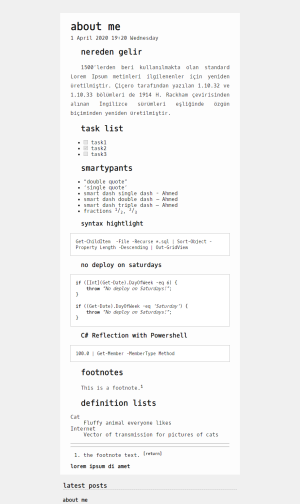 about me
1 April 2020 19:20 Wednesday
nereden gelir
1500'lerden beri kullanılmakta olan standard
Lorem Ipsum metinleri ilgilenenler için yeniden
üretilmiştir. Çiçero tarafından yazılan 1.10.32 ve
1.10.33 bölümleri de 1914 H. Rackham çevirisinden
alınan İngilizce sürümleri eşliğinde özgün
biçiminden yeniden üretilmiştir.
task list
task1
task2
task3
smartypants
"double quote"
'single quote'
smart dash single dash - Ahmed
smart dash double dash – Ahmed
smart dash triple dash — Ahmed
fractions
syntax hightlight
Get-ChildItem -File -Recurse *.sql | Sort-Object -
Property Length -Descending | Out-GridView
no deploy on saturdays
if ([int](Get-Date).DayOfWeek -eq 6) {
throw "No deploy on Saturdays!";
}
if ((Get-Date).DayOfWeek -eq 'Saturday') {
throw "No deploy on Saturdays!";
}
C# Reflection with Powershell
100.0 | Get-Member -MemberType Method
footnotes
This is a footnote.1
definition lists
Cat
Fluffy animal everyone likes
Internet
Vector of transmission for pictures of cats
1. the footnote text. [return]
lorem ipsum di amet
latest posts
about me